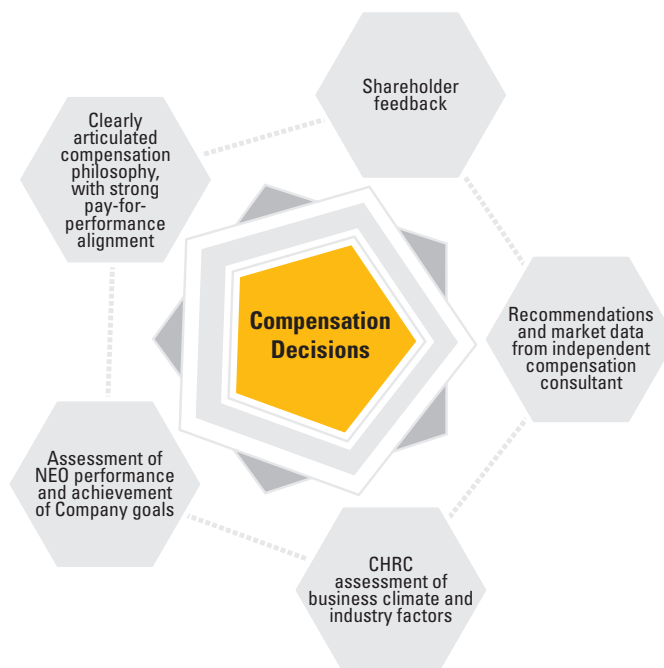 Shareholder
feedback
Clearly
articulated
compensation
philosophy,
with strong
pay-for-
performance
alignment
Compensation
Decisions
Recommendations
and market data
from independent
compensation
consultant
Assessment of
NEO performance
and achievement
of Company goals
CHRC
assessment of
business climate and
industry factors